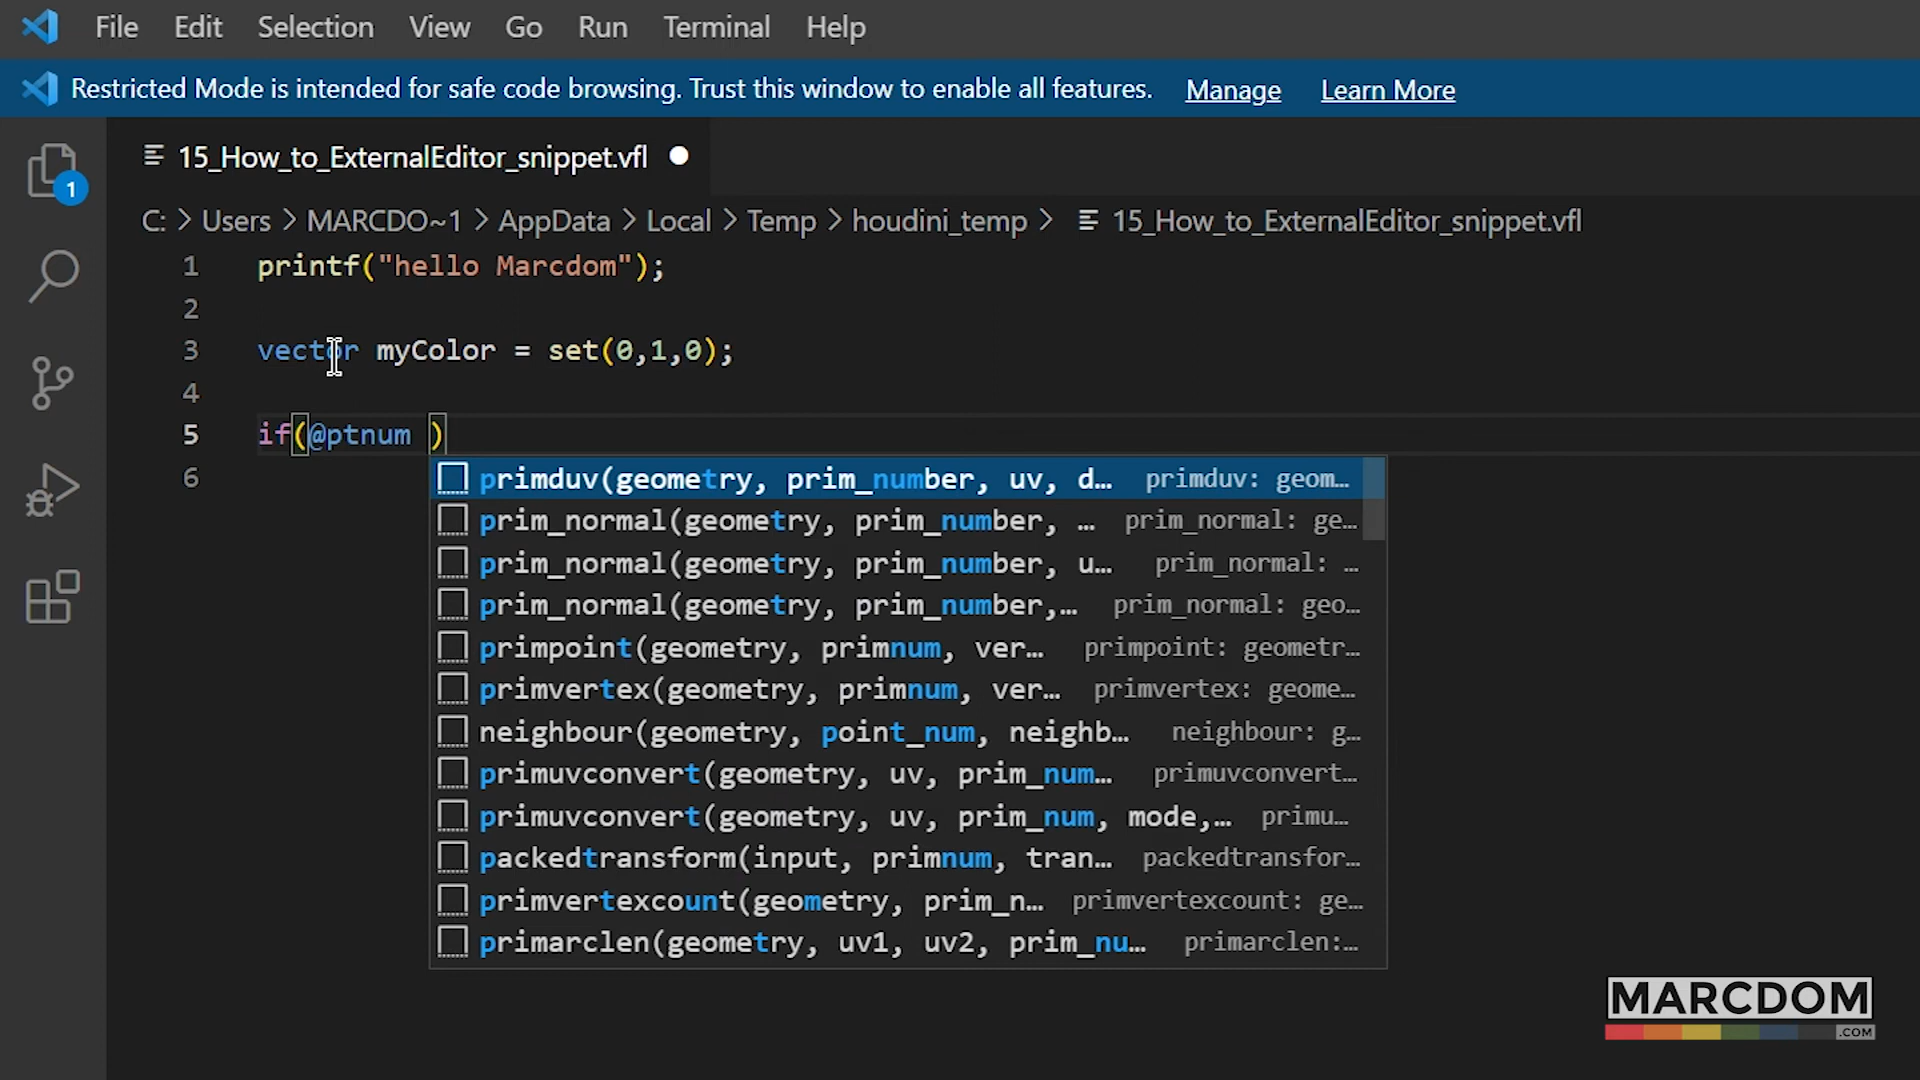 File Edit Selection View Go Run Terminal Help
Restricted Mode is intended for safe code browsing. Trust this window to enable all features. Manage Learn More
1
15_How_to_ExternalEditor_snippet.vfl
C: > Users > MARCDO~1 > AppData > Local > Temp > houdini_temp > 15_How_to_ExternalEditor_snippet.vfl
1 printf("hello Marcdom");
2
3 vector myColor = set(0,1,0);
4
5 if(@ptnum )
6
primduv(geometry, prim_number, uv, d… primduv: geom…
prim_normal(geometry, prim_number, … prim_normal: ge…
prim_normal(geometry, prim_number, u… prim_normal: …
prim_normal(geometry, prim_number,… prim_normal: geo…
primpoint(geometry, primnum, ver… primpoint: geometr…
primvertex(geometry, primnum, ver… primvertex: geome…
neighbour(geometry, point_num, neighb… neighbour: g…
primuvconvert(geometry, uv, prim_num… primuvconvert…
primuvconvert(geometry, uv, prim_num, mode,… primu…
packedtransform(input, primnum, tran… packedtransfor…
primvertexcount(geometry, prim_n… primvertexcount: ge…
primarclen(geometry, uv1, uv2, prim_nu… primarclen:…
MARCDOM
.COM